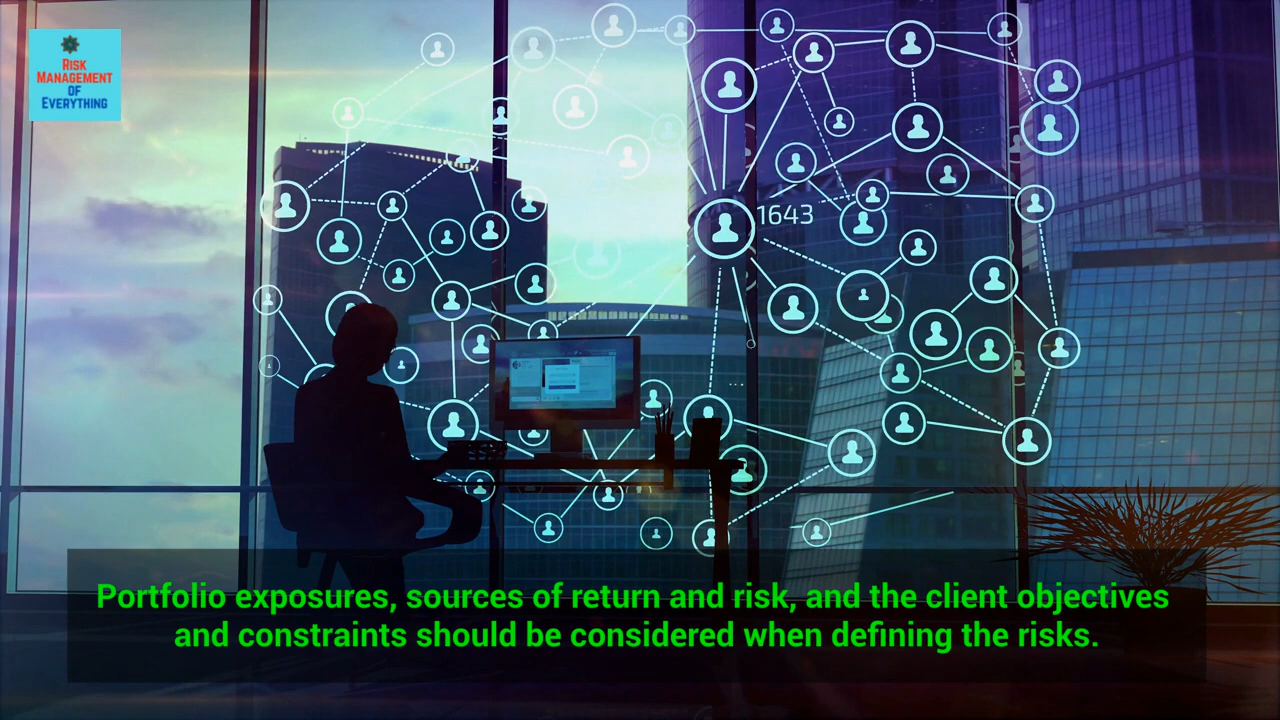 RISK
MANAGEMENT
OF
EVERYTHING
1643
Portfolio exposures, sources of return and risk, and the client objectives
and constraints should be considered when defining the risks.